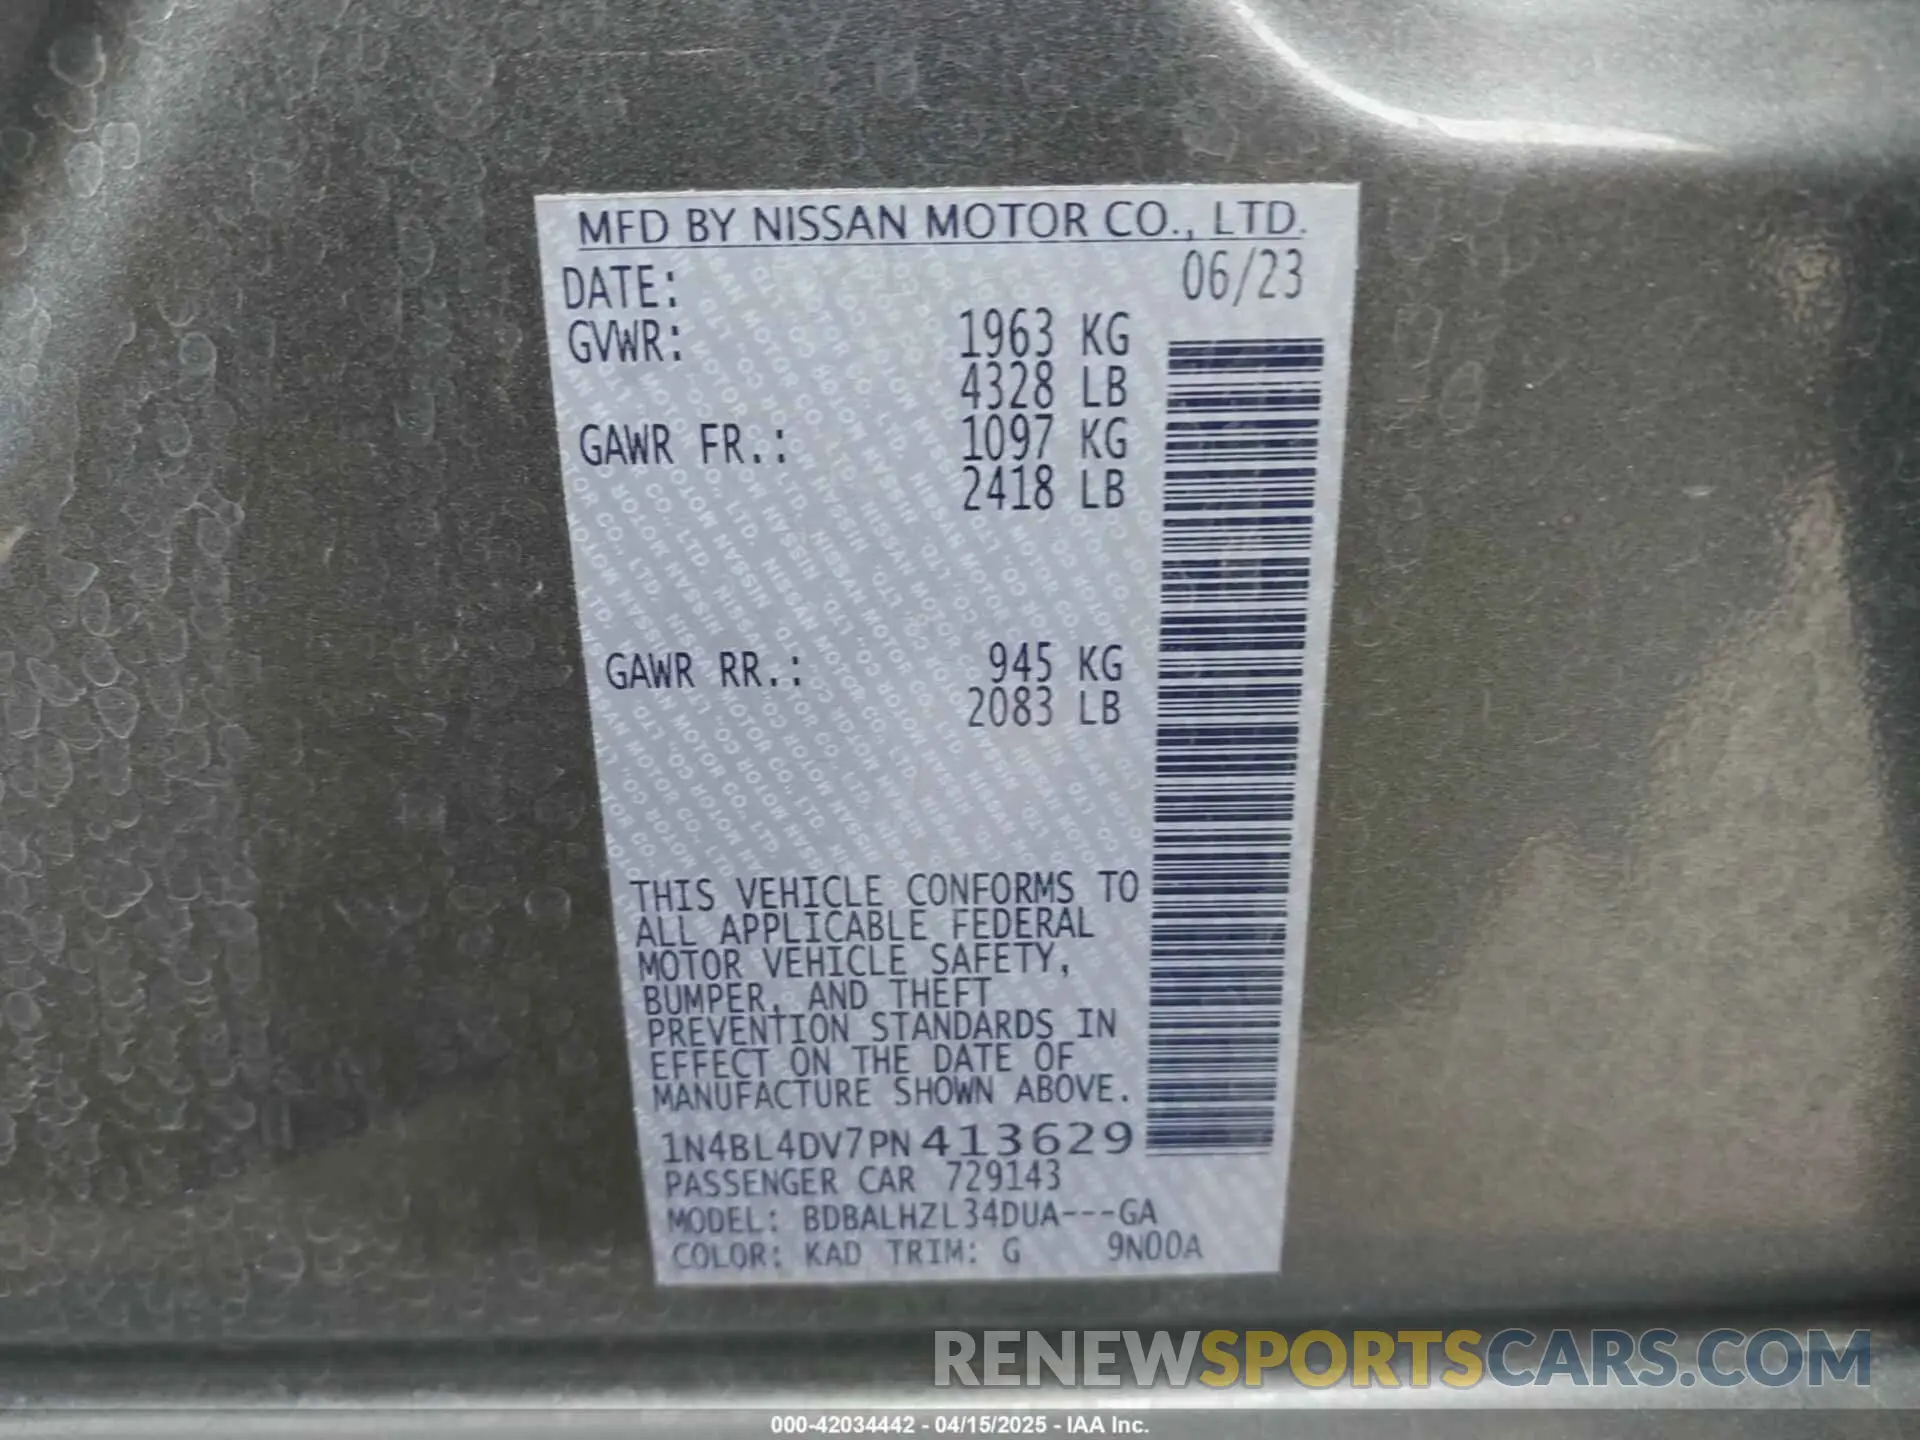 MFD BY NISSAN MOTOR CO., LTD.
DATE: 06/23
GVWR: 1963 KG
4328 LB
GAWR FR.: 1097 KG
2418 LB
GAWR RR.: 945 KG
2083 LB
THIS VEHICLE CONFORMS TO
ALL APPLICABLE FEDERAL
MOTOR VEHICLE SAFETY,
BUMPER, AND THEFT
PREVENTION STANDARDS IN
EFFECT ON THE DATE OF
MANUFACTURE SHOWN ABOVE.
1N4BL4DV7PN413629
PASSENGER CAR 729143
MODEL: BDBALHZL34DUA---GA
COLOR: KAD TRIM: G 9N00A
RENEWSPORTSCARS.COM
000-42034442 - 04/15/2025 - IAA Inc.